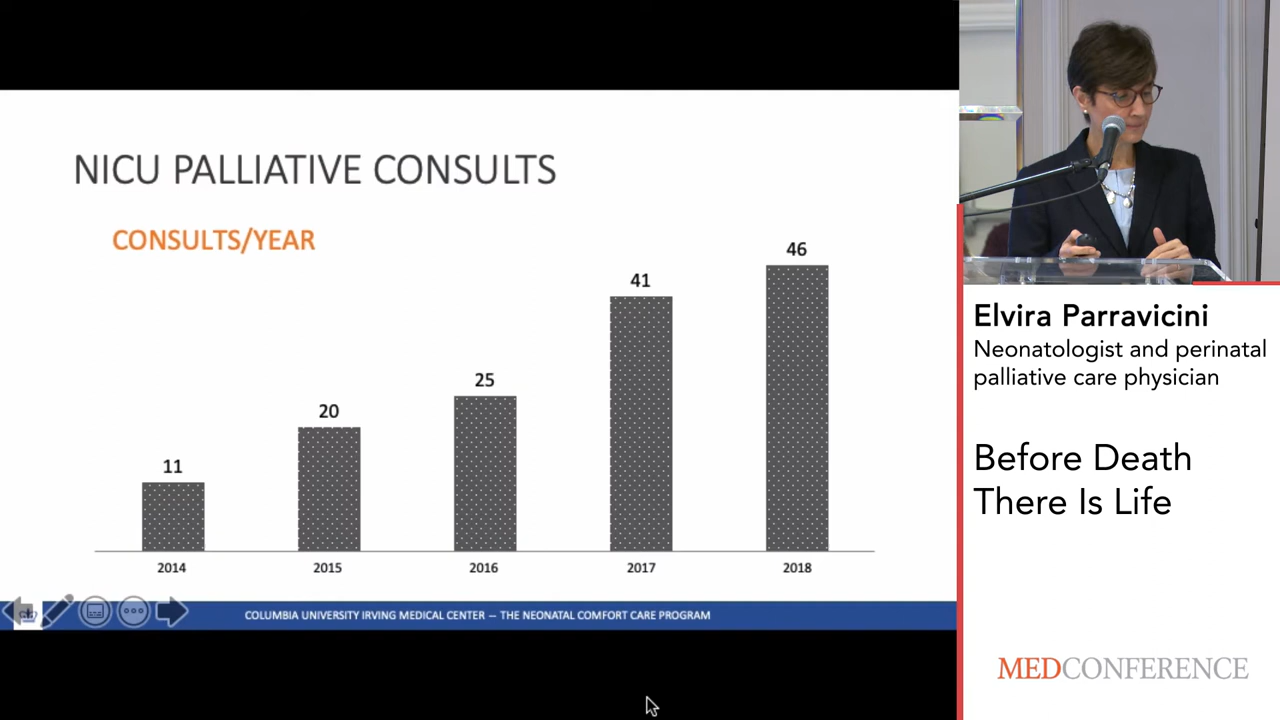 NICU PALLIATIVE CONSULTS
CONSULTS/YEAR
11
20
25
41
46
2014
2015
2016
2017
2018
COLUMBIA UNIVERSITY IRVING MEDICAL CENTER – THE NEONATAL COMFORT CARE PROGRAM
Elvira Parravicini
Neonatologist and perinatal
palliative care physician
Before Death
There Is Life
MEDCONFERENCE